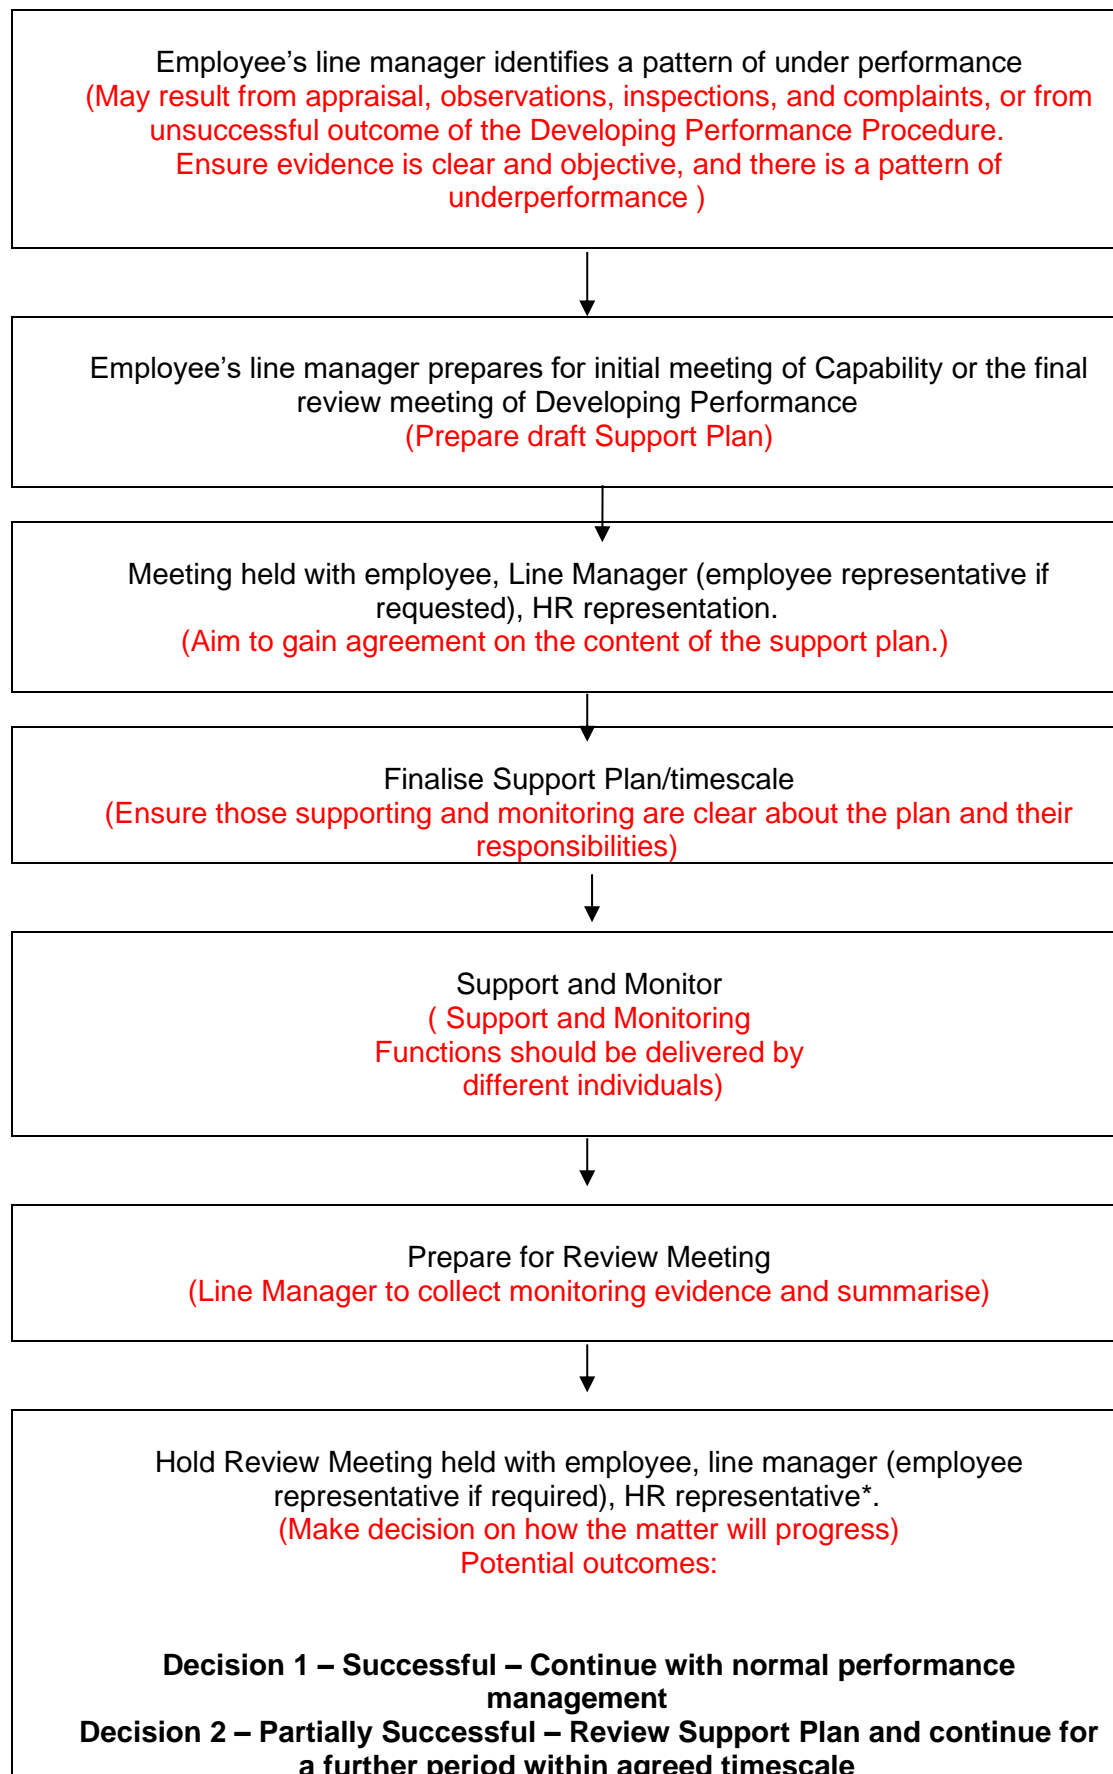 Employee’s line manager identifies a pattern of under performance
(May result from appraisal, observations, inspections, and complaints, or from
unsuccessful outcome of the Developing Performance Procedure.
Ensure evidence is clear and objective, and there is a pattern of
underperformance )
Employee’s line manager prepares for initial meeting of Capability or the final
review meeting of Developing Performance
(Prepare draft Support Plan)
Meeting held with employee, Line Manager (employee representative if
requested), HR representation.
(Aim to gain agreement on the content of the support plan.)
Finalise Support Plan/timescale
(Ensure those supporting and monitoring are clear about the plan and their
responsibilities)
Support and Monitor
( Support and Monitoring
Functions should be delivered by
different individuals)
Prepare for Review Meeting
(Line Manager to collect monitoring evidence and summarise)
Hold Review Meeting held with employee, line manager (employee
representative if required), HR representative*.
(Make decision on how the matter will progress)
Potential outcomes:
Decision 1 – Successful – Continue with normal performance
management
Decision 2 – Partially Successful – Review Support Plan and continue for
a further period within agreed timescale